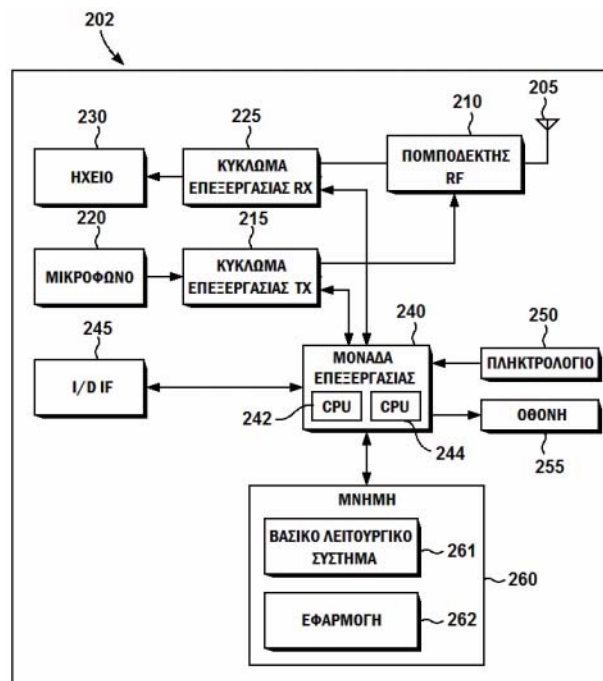 202
205
230
225
210
ΗΧΕΙΟ
ΚΥΚΛΩΜΑ
ΕΠΕΞΕΡΓΑΣΙΑΣ RX
ΠΟΜΠΟΔΕΚΤΗΣ
RF
220
215
ΜΙΚΡΟΦΩΝΟ
ΚΥΚΛΩΜΑ
ΕΠΕΞΕΡΓΑΣΙΑΣ TX
245
240
250
I/D IF
ΜΟΝΑΔΑ
ΕΠΕΞΕΡΓΑΣΙΑΣ
CPU
CPU
ΠΛΗΚΤΡΟΛΟΓΙΟ
242
244
ΟΘΟΝΗ
255
ΜΝΗΜΗ
ΒΑΣΙΚΟ ΛΕΙΤΟΥΡΓΙΚΟ
ΣΥΣΤΗΜΑ
261
260
ΕΦΑΡΜΟΓΗ
262